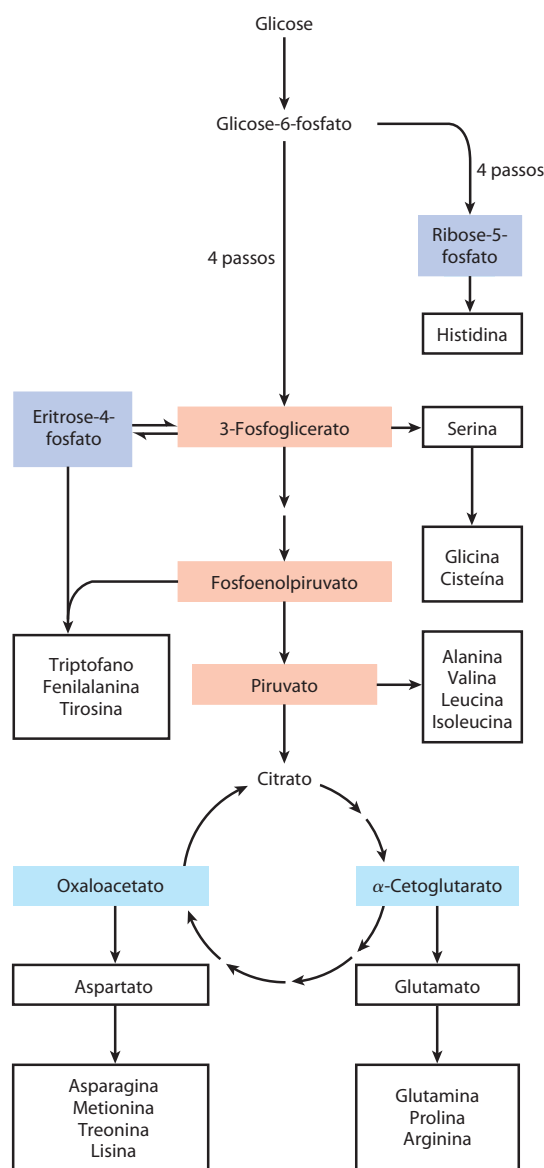 Glicose
Glicose-6-fosfato
4 passos
Ribose-5-
fosfato
4 passos
Histidina
Eritrose-4-
fosfato
3-Fosfoglicerato
Serina
Glicina
Cisteína
Fosfoenolpiruvato
Triptofano
Fenilalanina
Tirosina
Piruvato
Alanina
Valina
Leucina
Isoleucina
Citrato
Oxaloacetato
α-Cetoglutarato
Aspartato
Glutamato
Asparagina
Metionina
Treonina
Lisina
Glutamina
Prolina
Arginina